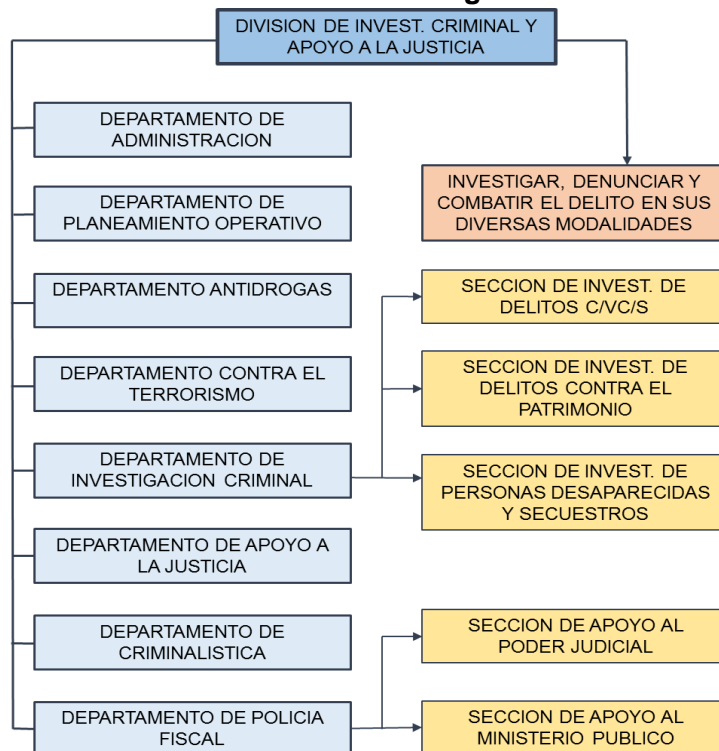 DIVISION DE INVEST. CRIMINAL Y
APOYO A LA JUSTICIA
DEPARTAMENTO DE
ADMINISTRACION
INVESTIGAR, DENUNCIAR Y
COMBATIR EL DELITO EN SUS
DIVERSAS MODALIDADES
DEPARTAMENTO DE
PLANEAMIENTO OPERATIVO
DEPARTAMENTO ANTIDROGAS
SECCION DE INVEST. DE
DELITOS C/VC/S
DEPARTAMENTO CONTRA EL
TERRORISMO
SECCION DE INVEST. DE
DELITOS CONTRA EL
PATRIMONIO
DEPARTAMENTO DE
INVESTIGACION CRIMINAL
SECCION DE INVEST. DE
PERSONAS DESAPARECIDAS
Y SECUESTROS
DEPARTAMENTO DE APOYO A
LA JUSTICIA
DEPARTAMENTO DE
CRIMINALISTICA
SECCION DE APOYO AL
PODER JUDICIAL
DEPARTAMENTO DE POLICIA
FISCAL
SECCION DE APOYO AL
MINISTERIO PUBLICO